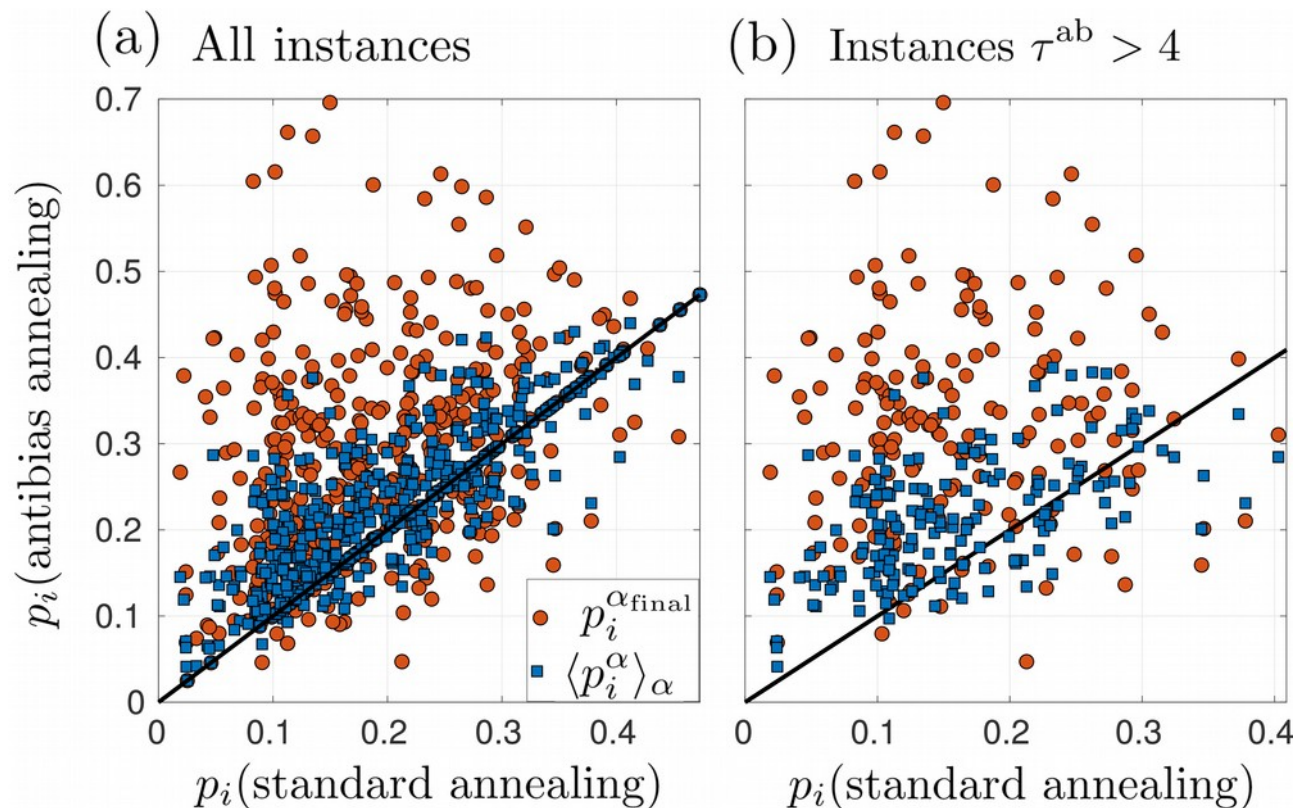 (a) All instances
(b) Instances τ^ab > 4
p_i(antibias annealing)
0.7
0.6
0.5
0.4
0.3
0.2
0.1
0
p_i^{α_final}
⟨p_i^α⟩_α
0 0.1 0.2 0.3 0.4
0 0.1 0.2 0.3 0.4
p_i(standard annealing)
p_i(standard annealing)